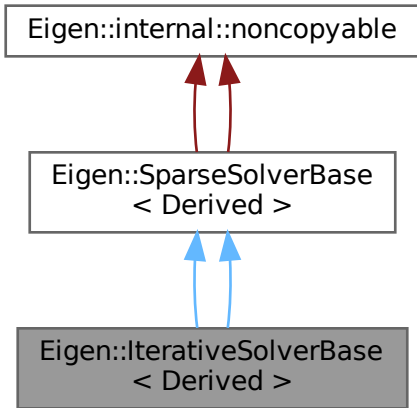 Eigen::internal::noncopyable
Eigen::SparseSolverBase
< Derived >
Eigen::IterativeSolverBase
< Derived >